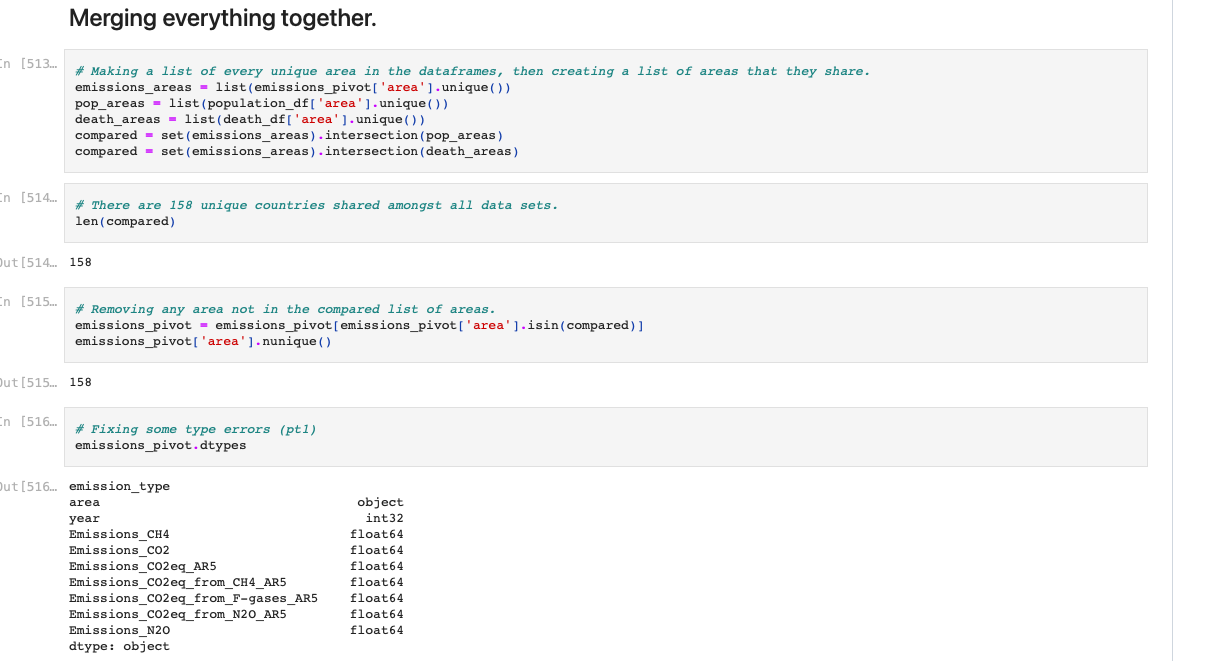 Merging everything together.
In [513…
# Making a list of every unique area in the dataframes, then creating a list of areas that they share.
emissions_areas = list(emissions_pivot['area'].unique())
pop_areas = list(population_df['area'].unique())
death_areas = list(death_df['area'].unique())
compared = set(emissions_areas).intersection(pop_areas)
compared = set(emissions_areas).intersection(death_areas)
In [514…
# There are 158 unique countries shared amongst all data sets.
len(compared)
Out[514…
158
In [515…
# Removing any area not in the compared list of areas.
emissions_pivot = emissions_pivot[emissions_pivot['area'].isin(compared)]
emissions_pivot['area'].nunique()
Out[515…
158
In [516…
# Fixing some type errors (pt1)
emissions_pivot.dtypes
Out[516…
emission_type
area object
year int32
Emissions_CH4 float64
Emissions_CO2 float64
Emissions_CO2eq_AR5 float64
Emissions_CO2eq_from_CH4_AR5 float64
Emissions_CO2eq_from_F-gases_AR5 float64
Emissions_CO2eq_from_N2O_AR5 float64
Emissions_N2O float64
dtype: object